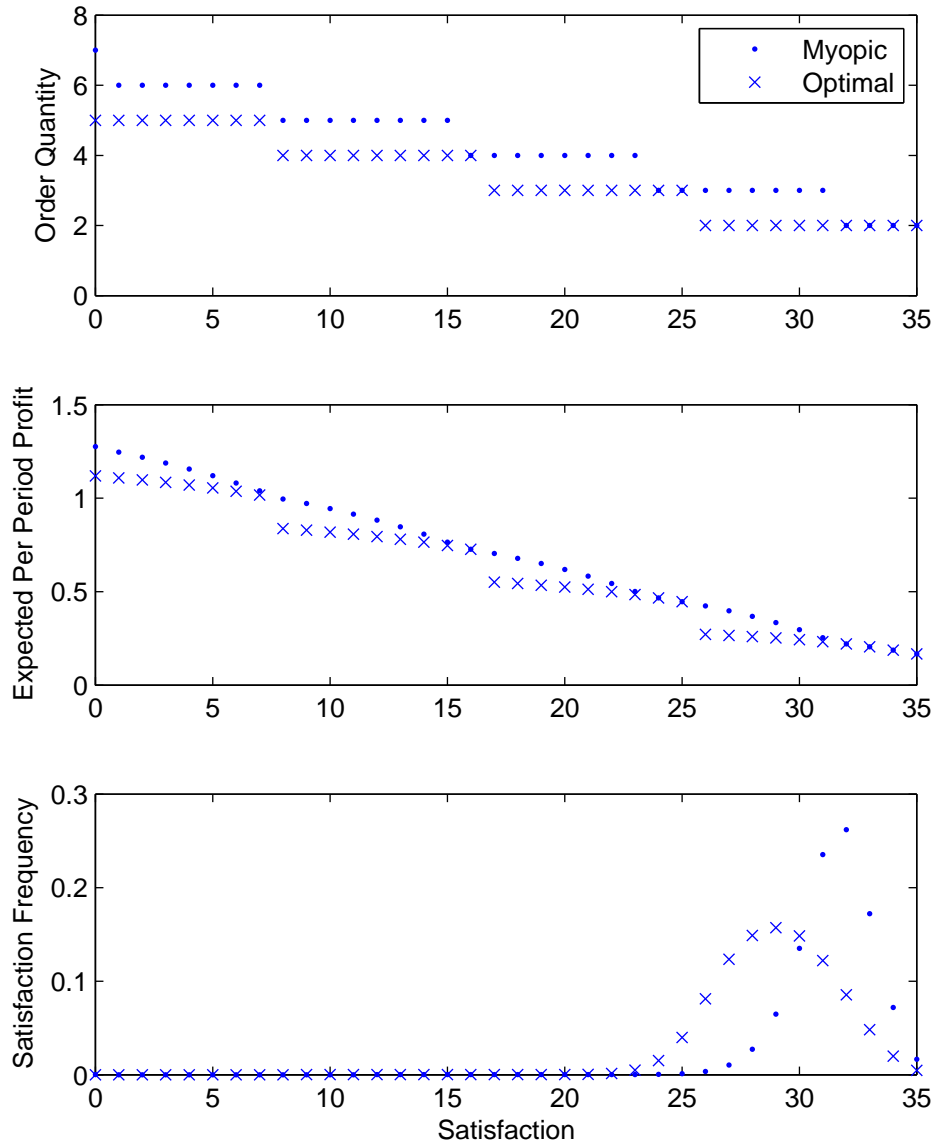 8
6
4
2
0
Order Quantity
Myopic
Optimal
0 5 10 15 20 25 30 35
1.5
1
0.5
0
Expected Per Period Profit
0 5 10 15 20 25 30 35
0.3
0.2
0.1
0
Satisfaction Frequency
0 5 10 15 20 25 30 35
Satisfaction